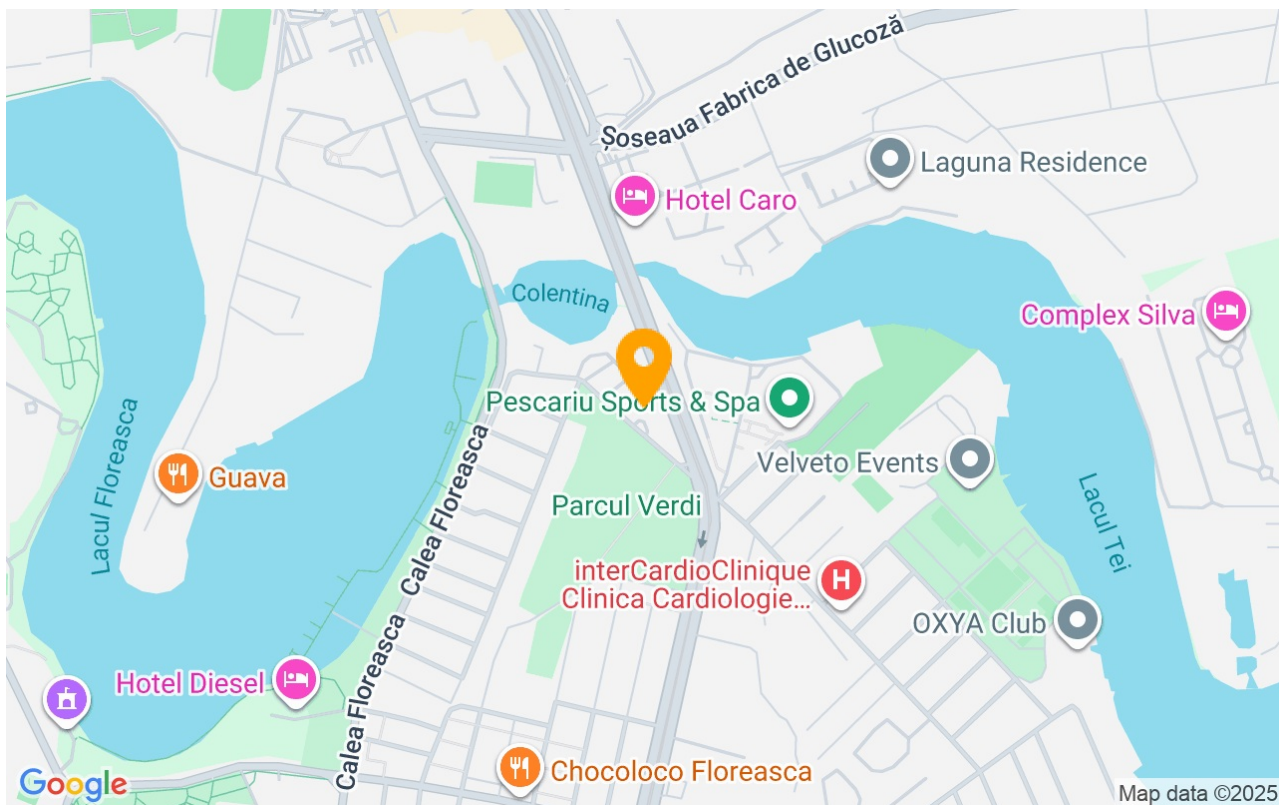 Șoseaua Fabrica de Glucoză
Laguna Residence
Hotel Caro
Colentina
Complex Silva
Pescariu Sports & Spa
Lacul Floreasca
Calea Floreasca
Guava
Velveto Events
Parcul Verdi
Lacul Tei
interCardioClinique
Clinica Cardiologie...
H
OXYA Club
Calea Floreasca
Hotel Diesel
Chocoloco Floreasca
Google
Map data ©2025